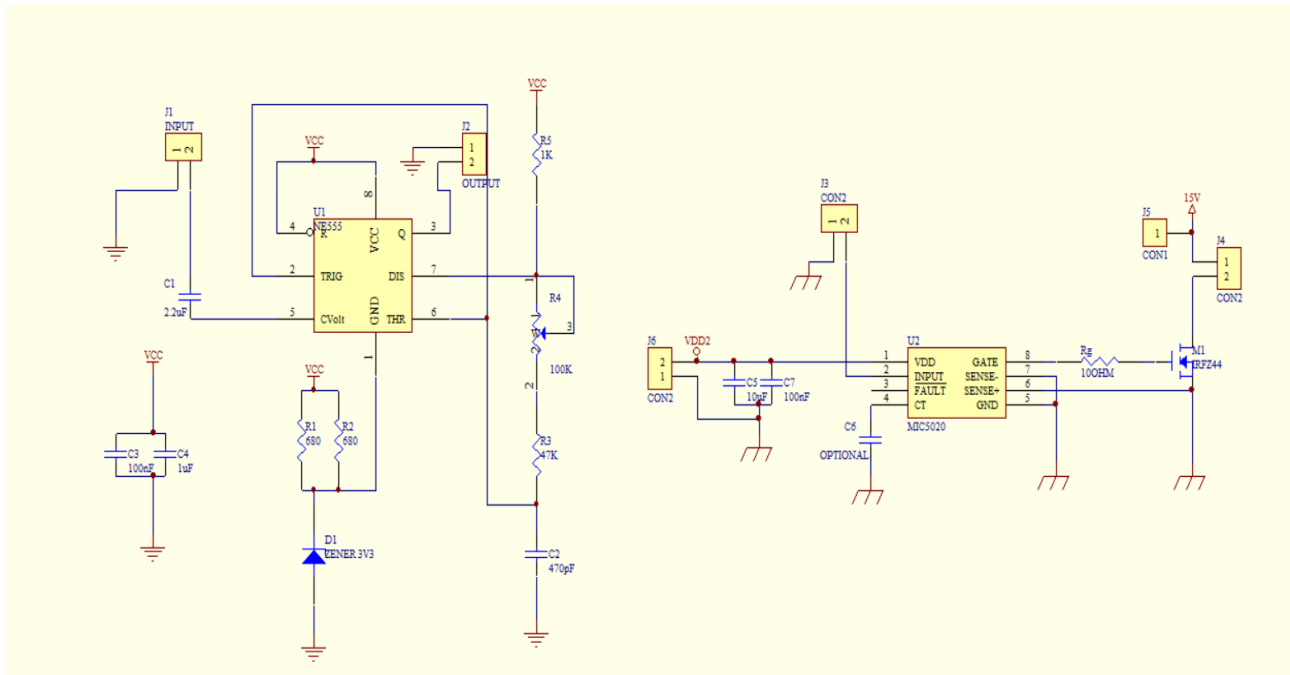 J1
INPUT
1 2
VCC
U1
NE555
4 R
VCC 8
Q 3
2 TRIG
DIS 7
5 CVolt
THR 6
GND 1
J2
1
2
OUTPUT
VCC
R5
1K
1
R4
1
W
3
2
100K
2
R3
47K
C2
470pF
C1
2.2uF
VCC
C3
100nF
C4
1uF
VCC
R1
680
R2
680
D1
ZENER 3V3
J3
CON2
1 2
J5
1
CON1
15V
J4
1
2
CON2
J6
2
1
CON2
VDD2
C5
10uF
C7
100nF
C6
OPTIONAL
U2
1 VDD GATE 8
2 INPUT SENSE- 7
3 FAULT SENSE+ 6
4 CT GND 5
MIC5020
Rg
10OHM
M1
IRFZ44